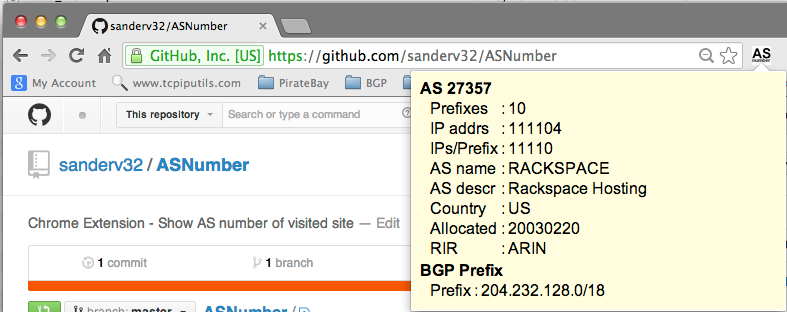 sanderv32/ASNumber
GitHub, Inc. [US] https://github.com/sanderv32/ASNumber
AS
number
My Account www.tcpiputils.com PirateBay BGP
This repository Search or type a command
sanderv32 / ASNumber
Chrome Extension - Show AS number of visited site — Edit
1 commit 1 branch
branch: master ASNumber /
AS 27357
Prefixes : 10
IP addrs : 111104
IPs/Prefix : 11110
AS name : RACKSPACE
AS descr : Rackspace Hosting
Country : US
Allocated : 20030220
RIR : ARIN
BGP Prefix
Prefix : 204.232.128.0/18